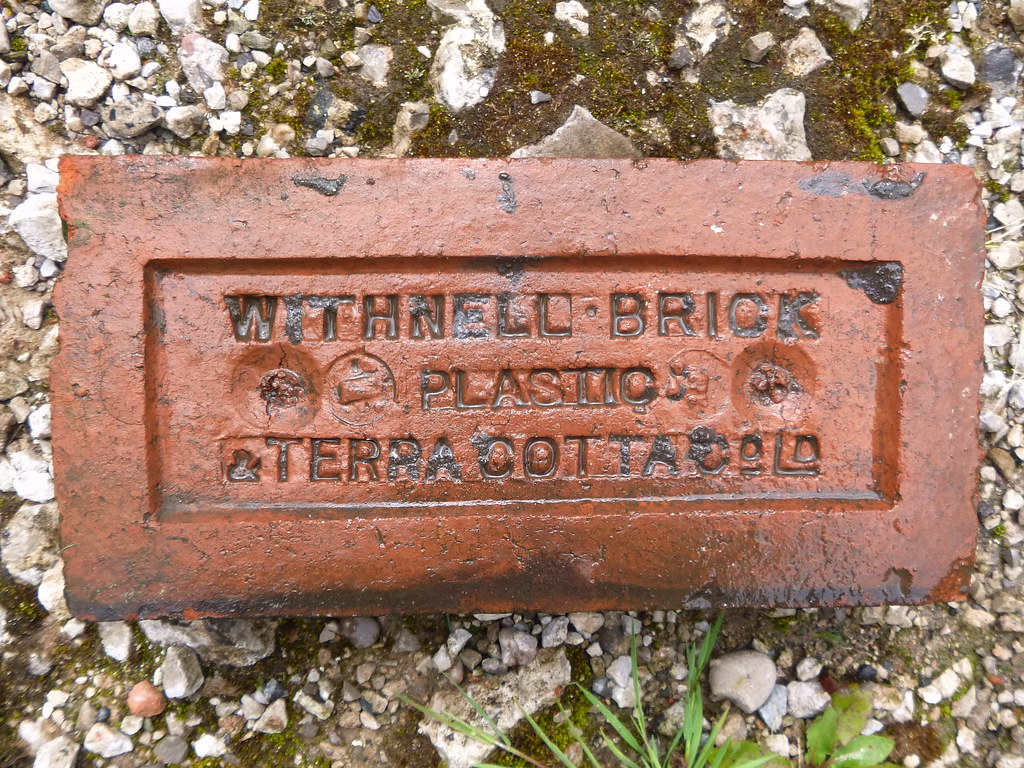 WITHNELL · BRICK
PLASTIC
& TERRA COTTA Co LD